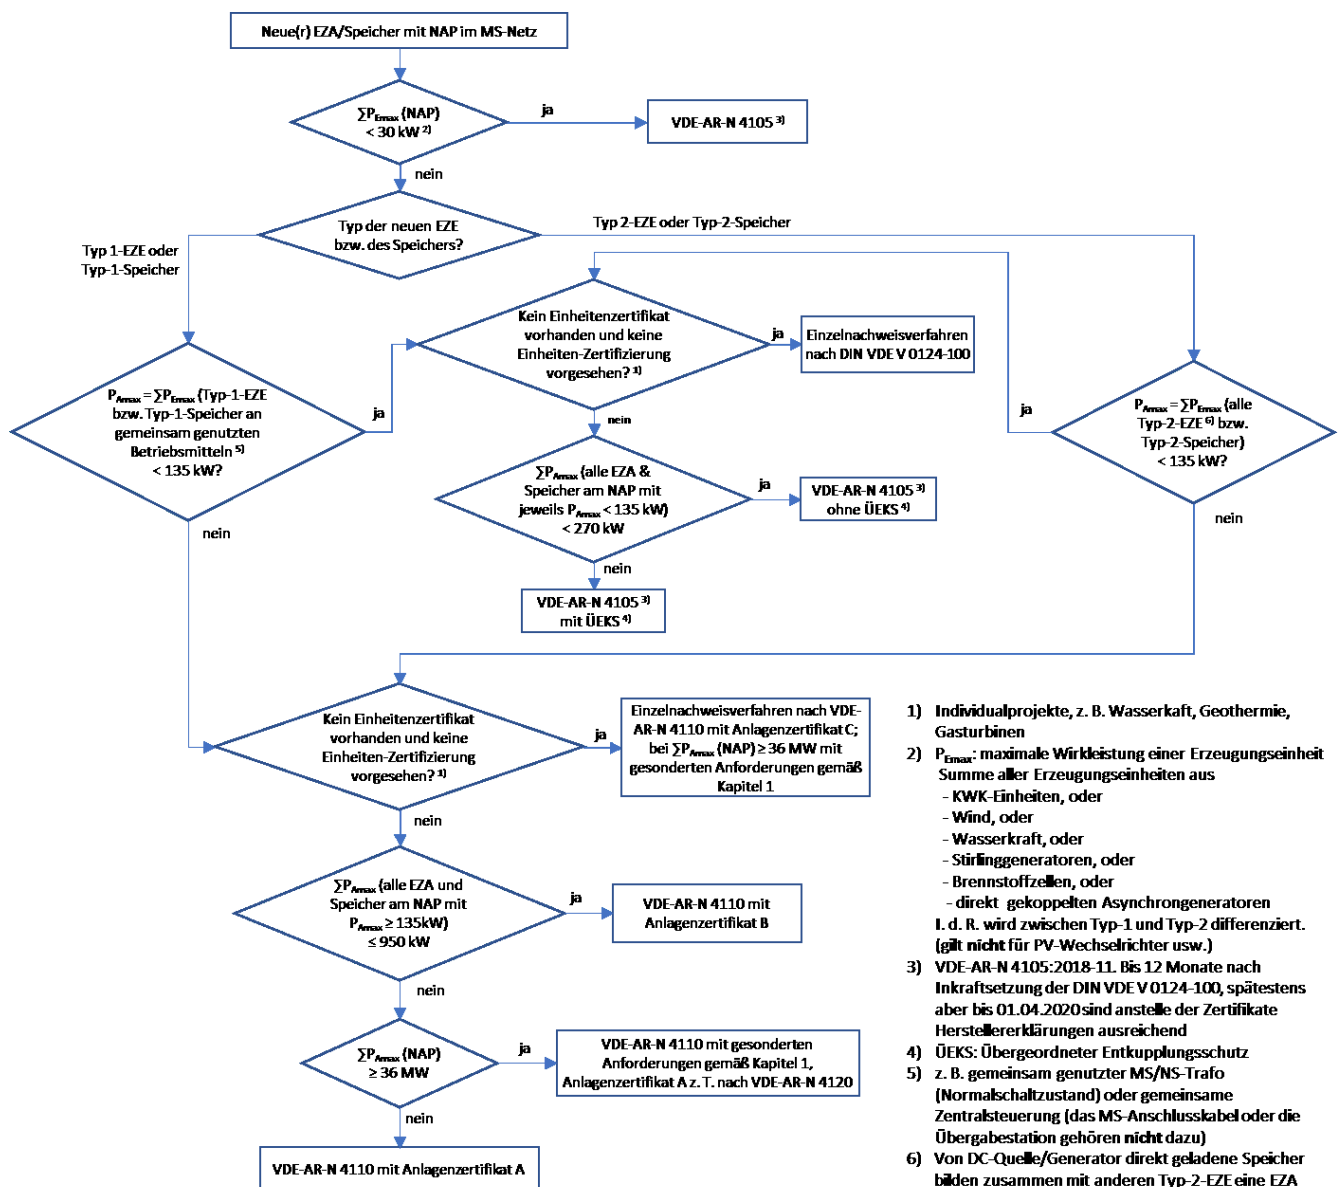 Neue(r) EZA/Speicher mit NAP im MS-Netz
∑P_Emax (NAP)
< 30 kW ²⁾
ja
VDE-AR-N 4105 ³⁾
nein
Typ der neuen EZE
bzw. des Speichers?
Typ 2-EZE oder Typ-2-Speicher
Typ 1-EZE oder
Typ-1-Speicher
Kein Einheitenzertifikat
vorhanden und keine
Einheiten-Zertifizierung
vorgesehen? ¹⁾
ja
Einzelnachweisverfahren
nach DIN VDE V 0124-100
P_Amax = ∑P_Emax (Typ-1-EZE
bzw. Typ-1-Speicher an
gemeinsam genutzten
Betriebsmitteln ⁵⁾
< 135 kW?
ja
ja
P_Amax = ∑P_Emax (alle
Typ-2-EZE ⁶⁾ bzw.
Typ-2-Speicher)
< 135 kW?
nein
∑P_Amax (alle EZA &
Speicher am NAP mit
jeweils P_Amax < 135 kW)
< 270 kW
ja
VDE-AR-N 4105 ³⁾
ohne ÜEKS ⁴⁾
nein
nein
nein
VDE-AR-N 4105 ³⁾
mit ÜEKS ⁴⁾
Kein Einheitenzertifikat
vorhanden und keine
Einheiten-Zertifizierung
vorgesehen? ¹⁾
ja
Einzelnachweisverfahren nach VDE-
AR-N 4110 mit Anlagenzertifikat C;
bei ∑P_Amax (NAP) ≥ 36 MW mit
gesonderten Anforderungen gemäß
Kapitel 1
nein
∑P_Amax (alle EZA und
Speicher am NAP mit
P_Amax ≥ 135kW)
≤ 950 kW
ja
VDE-AR-N 4110 mit
Anlagenzertifikat B
nein
∑P_Amax (NAP)
≥ 36 MW
ja
VDE-AR-N 4110 mit gesonderten
Anforderungen gemäß Kapitel 1,
Anlagenzertifikat A z. T. nach VDE-AR-N 4120
nein
VDE-AR-N 4110 mit Anlagenzertifikat A
1) Individualprojekte, z. B. Wasserkaft, Geothermie,
Gasturbinen
2) P_Emax: maximale Wirkleistung einer Erzeugungseinheit
Summe aller Erzeugungseinheiten aus
- KWK-Einheiten, oder
- Wind, oder
- Wasserkraft, oder
- Stirlinggeneratoren, oder
- Brennstoffzellen, oder
- direkt gekoppelten Asynchrongeneratoren
I. d. R. wird zwischen Typ-1 und Typ-2 differenziert.
(gilt nicht für PV-Wechselrichter usw.)
3) VDE-AR-N 4105:2018-11. Bis 12 Monate nach
Inkraftsetzung der DIN VDE V 0124-100, spätestens
aber bis 01.04.2020 sind anstelle der Zertifikate
Herstellererklärungen ausreichend
4) ÜEKS: Übergeordneter Entkupplungsschutz
5) z. B. gemeinsam genutzter MS/NS-Trafo
(Normalschaltzustand) oder gemeinsame
Zentralsteuerung (das MS-Anschlusskabel oder die
Übergabestation gehören nicht dazu)
6) Von DC-Quelle/Generator direkt geladene Speicher
bilden zusammen mit anderen Typ-2-EZE eine EZA